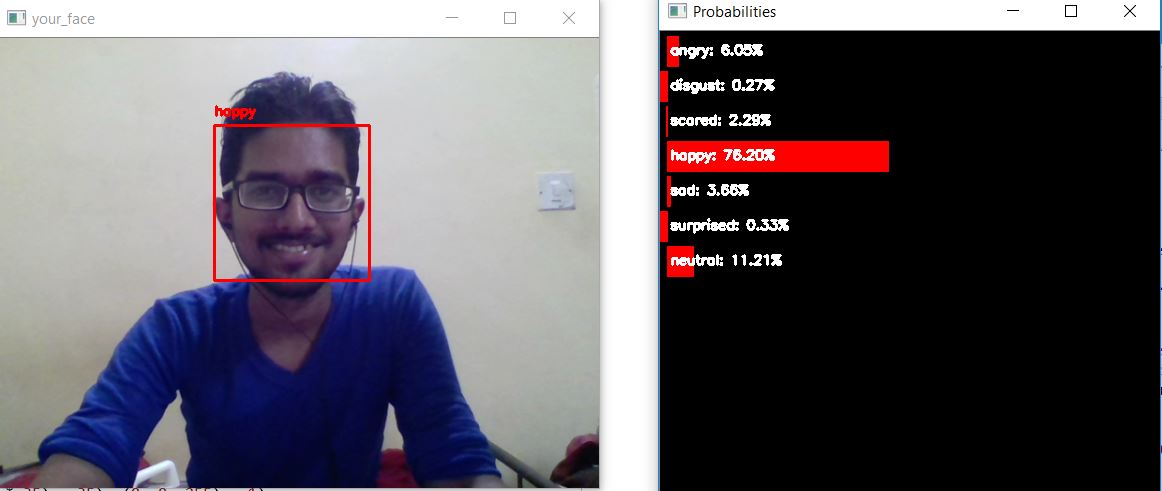 your_face
happy
Probabilities
angry: 6.05%
disgust: 0.27%
scared: 2.29%
happy: 76.20%
sad: 3.66%
surprised: 0.33%
neutral: 11.21%